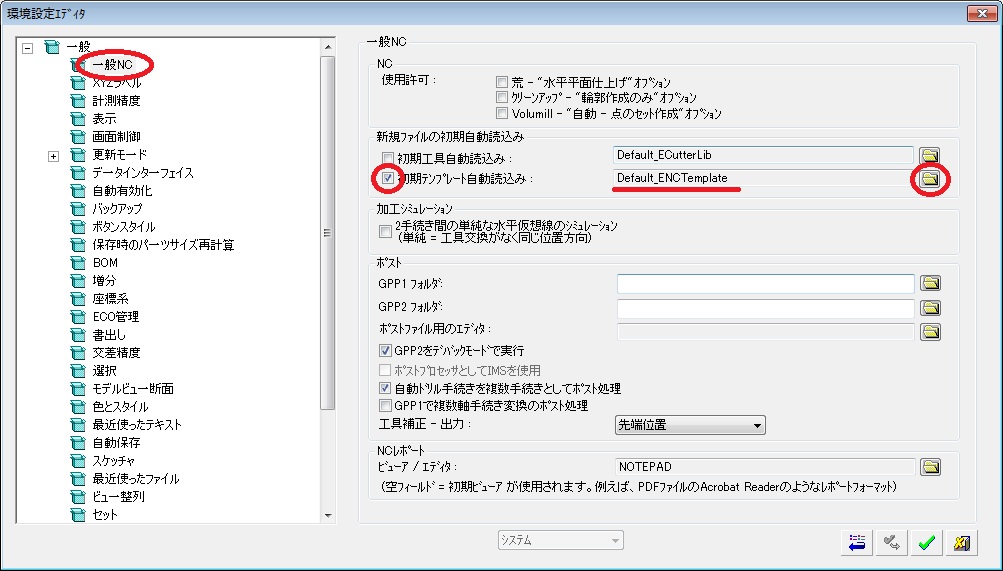 環境設定ｴﾃﾞｨﾀ
一般
一般NC
XYZラベル
計測精度
表示
画面制御
更新モード
データインターフェイス
自動有効化
バックアップ
ボタンスタイル
保存時のパーツサイズ再計算
BOM
増分
座標系
ECO管理
書出し
交差精度
選択
モデルビュー断面
色とスタイル
最近使ったテキスト
自動保存
スケッチャ
最近使ったファイル
ビュー整列
セット
一般NC
NC
使用許可：
荒 - "水平平面仕上げ"ｵﾌﾟｼｮﾝ
ｸﾘｰﾝｱｯﾌﾟ - "輪郭作成のみ"ｵﾌﾟｼｮﾝ
Volumill - "自動 - 点のセット作成"ｵﾌﾟｼｮﾝ
新規ファイルの初期自動読込み
初期工具自動読込み： Default_ECutterLib
初期テンプレート自動読込み： Default_ENCTemplate
加工ｼﾐｭﾚｰｼｮﾝ
2手続き間の単純な水平仮想線のｼﾐｭﾚｰｼｮﾝ
（単純 = 工具交換がなく同じ位置方向）
ﾎﾟｽﾄ
GPP1 ﾌｫﾙﾀﾞ:
GPP2 ﾌｫﾙﾀﾞ:
ﾎﾟｽﾄﾌｧｲﾙ用のｴﾃﾞｨﾀ:
GPP2をﾃﾞﾊﾞｯｸﾓｰﾄﾞで実行
ﾎﾟｽﾄﾌﾟﾛｾｯｻとしてIMSを使用
自動ﾄﾞﾘﾙ手続きを複数手続きとしてﾎﾟｽﾄ処理
GPP1で複数軸手続き変換のﾎﾟｽﾄ処理
工具補正 - 出力： 先端位置
NCﾚﾎﾟｰﾄ
ﾋﾞｭｰｱ / ｴﾃﾞｨﾀ: NOTEPAD
（空ﾌｨｰﾙﾄﾞ= 初期ﾋﾞｭｰｱ が使用されます。例えば、PDFﾌｧｲﾙのAcrobat Readerのようなﾚﾎﾟｰﾄﾌｫｰﾏｯﾄ）
ｼｽﾃﾑ